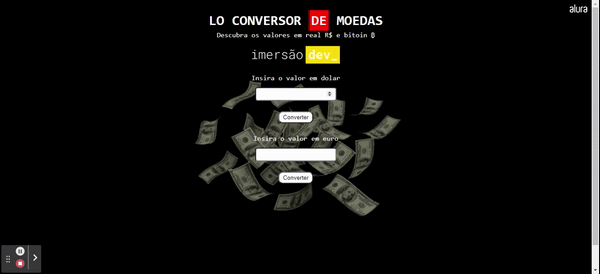 alura
LO CONVERSOR DE MOEDAS
Descubra os valores em real R$ e bitoin ₿
imersão dev_
Insira o valor em dolar
Converter
Insira o valor em euro
Converter